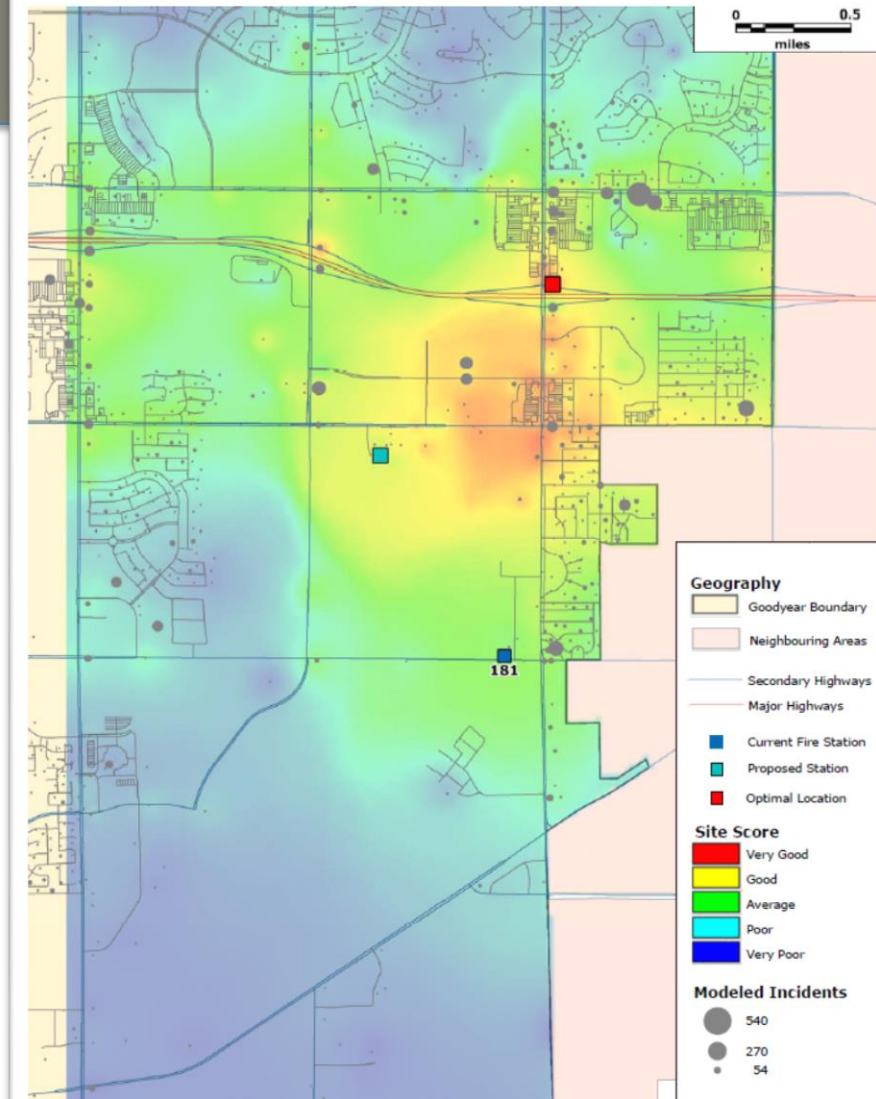 0 0.5
miles
181
Geography
Goodyear Boundary
Neighbouring Areas
Secondary Highways
Major Highways
Current Fire Station
Proposed Station
Optimal Location
Site Score
Very Good
Good
Average
Poor
Very Poor
Modeled Incidents
540
270
54